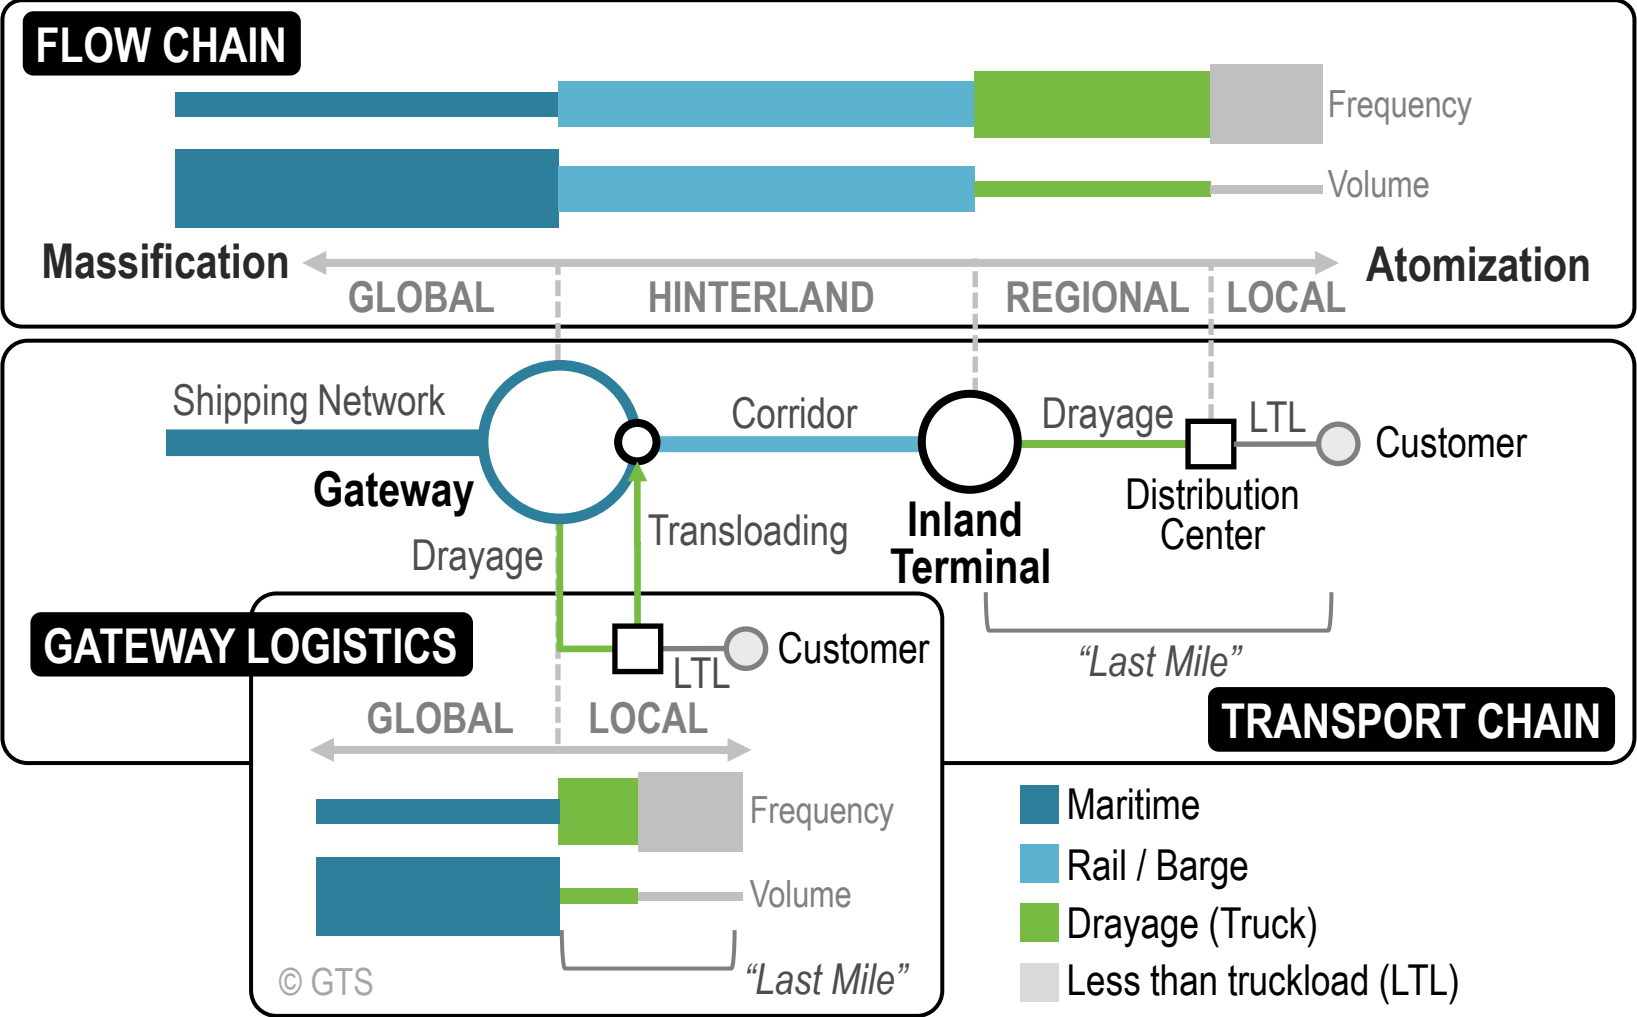 FLOW CHAIN
Frequency
Volume
Massification
Atomization
GLOBAL
HINTERLAND
REGIONAL
LOCAL
Shipping Network
Corridor
Drayage
LTL
Customer
Gateway
Inland
Terminal
Distribution
Center
Drayage
Transloading
GATEWAY LOGISTICS
Customer
LTL
“Last Mile”
TRANSPORT CHAIN
GLOBAL
LOCAL
Frequency
Volume
“Last Mile”
© GTS
Maritime
Rail / Barge
Drayage (Truck)
Less than truckload (LTL)